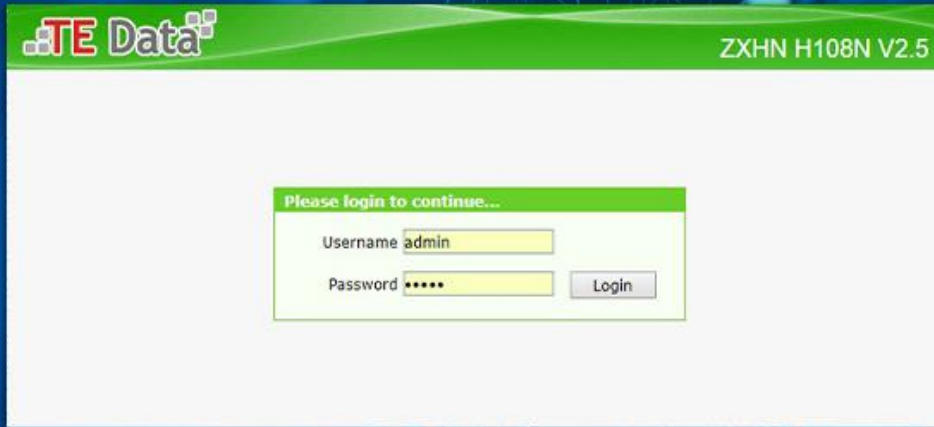 TE Data
ZXHN H108N V2.5
Please login to continue...
Username admin
Password •••••
Login